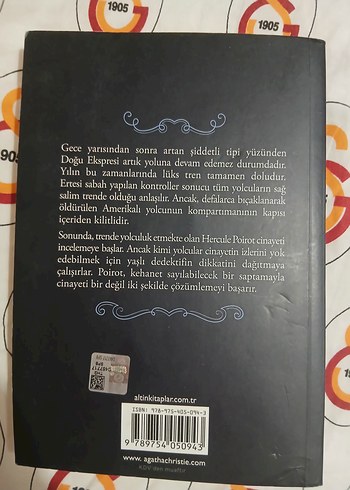 1905
Gece yarısından sonra artan şiddetli tipi yüzünden
Doğu Ekspresi artık yoluna devam edemez durumdadır.
Yılın bu zamanlarında lüks tren tamamen doludur.
Ertesi sabah yapılan kontroller sonucu tüm yolcuların sağ
salim trende olduğu anlaşılır. Ancak, defalarca bıçaklanarak
öldürülen Amerikalı yolcunun kompartımanının kapısı
içeriden kilitlidir.
Sonunda, trende yolculuk etmekte olan Hercule Poirot cinayeti
incelemeye başlar. Ancak kimi yolcular cinayetin izlerini yok
edebilmek için yaşlı dedektifin dikkatini dağıtmaya
çalışırlar. Poirot, kehanet sayılabilecek bir saptamayla
cinayeti bir değil iki şekilde çözümlemeyi başarır.
altinkitaplar.com.tr
ISBN: 978-975-405-094-3
9 789754 050943
www.agathachristie.com
1905
1905